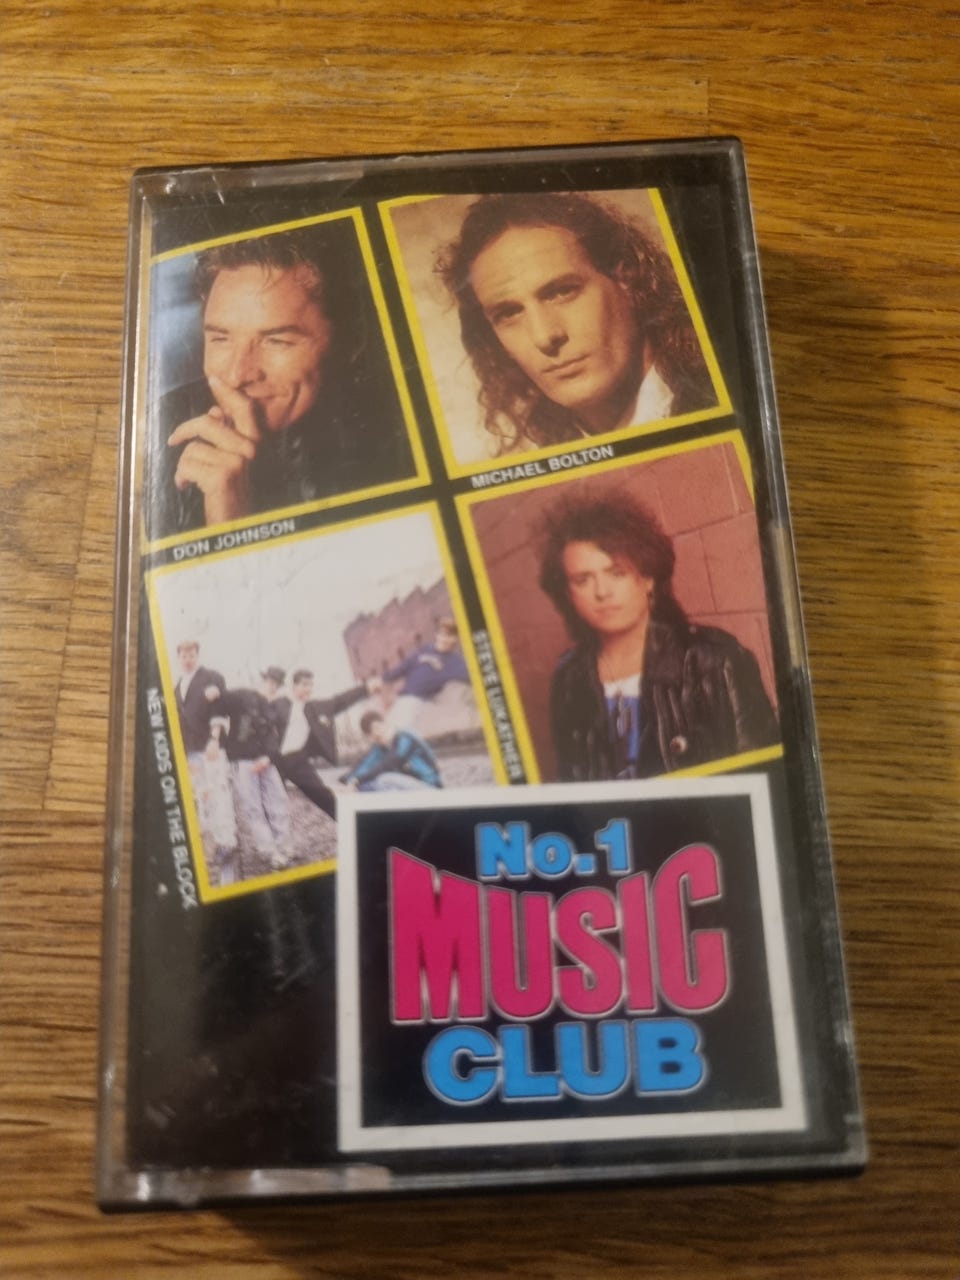 DON JOHNSON
MICHAEL BOLTON
NEW KIDS ON THE BLOCK
STEVE LUKATHER
No.1
MUSIC
CLUB